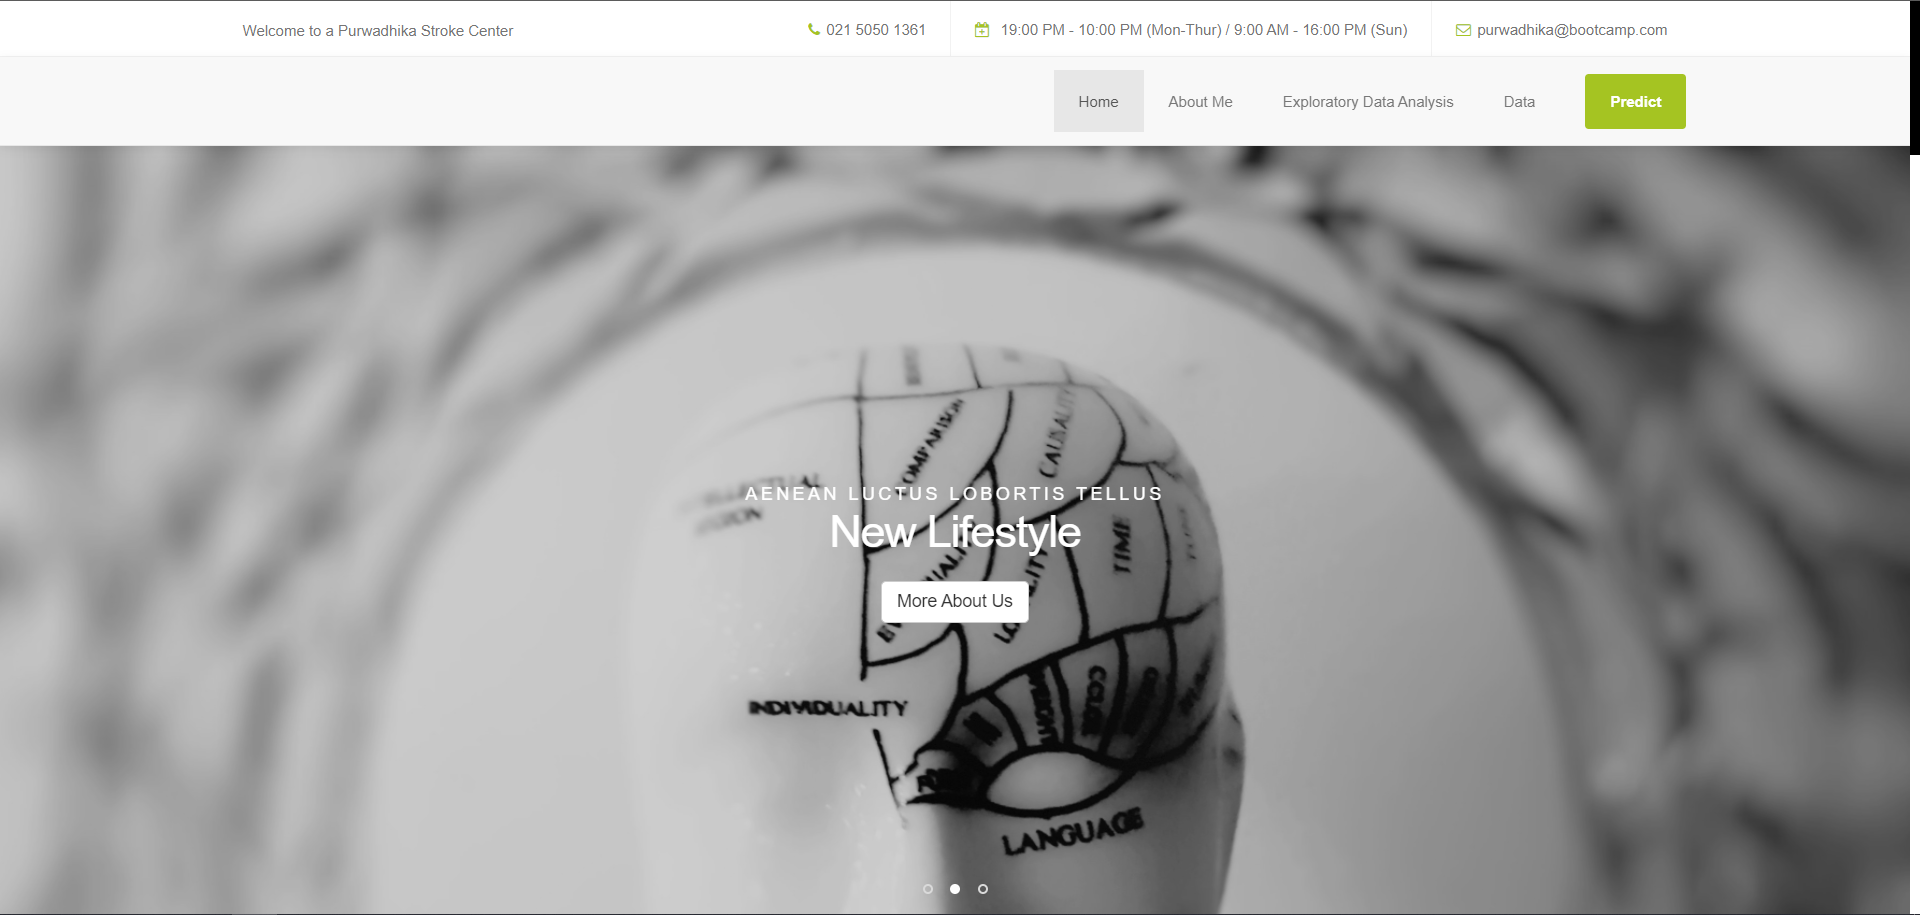 Welcome to a Purwadhika Stroke Center
021 5050 1361
19:00 PM - 10:00 PM (Mon-Thur) / 9:00 AM - 16:00 PM (Sun)
purwadhika@bootcamp.com
Home
About Me
Exploratory Data Analysis
Data
Predict
COMPARISON
CAUSALITY
AENEAN LUCTUS LOBORTIS TELLUS
New Lifestyle
TIME
More About Us
INDIVIDUALITY
LANGUAGE